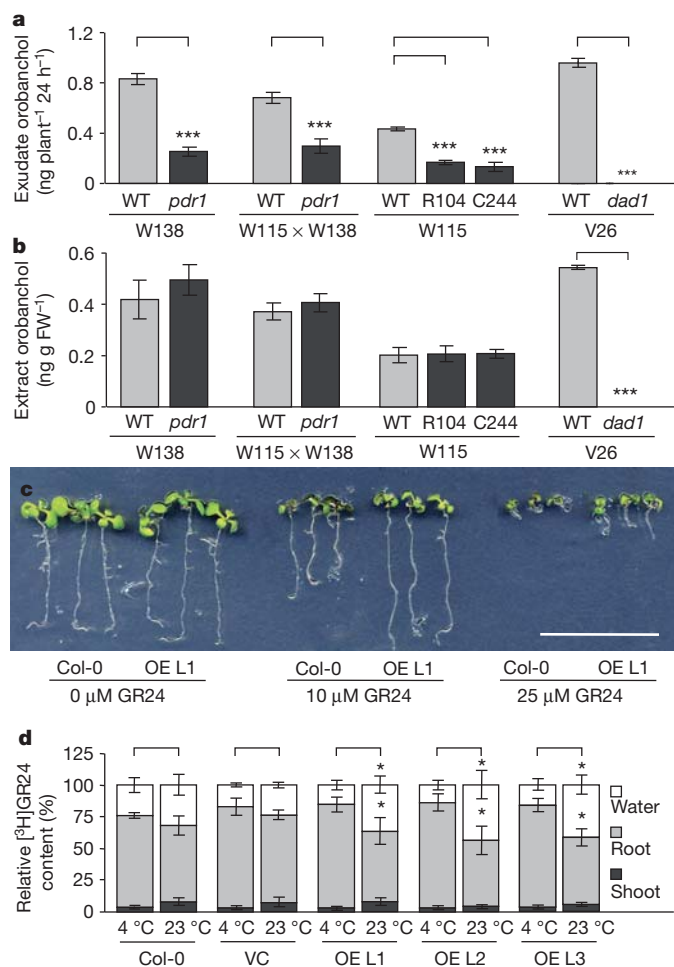 a
Exudate orobanchol
(ng plant⁻¹ 24 h⁻¹)
1.2
0.8
0.4
0
***
***
***
***
***
WT pdr1 WT pdr1 WT R104 C244 WT dad1
W138 W115 × W138 W115 V26
b
Extract orobanchol
(ng g FW⁻¹)
0.6
0.4
0.2
0
***
WT pdr1 WT pdr1 WT R104 C244 WT dad1
W138 W115 × W138 W115 V26
c
Col-0 OE L1 Col-0 OE L1 Col-0 OE L1
0 μM GR24 10 μM GR24 25 μM GR24
d
Relative [³H]GR24
content (%)
125
100
75
50
25
0
* * *
* * *
Water
Root
Shoot
4 °C 23 °C 4 °C 23 °C 4 °C 23 °C 4 °C 23 °C 4 °C 23 °C
Col-0 VC OE L1 OE L2 OE L3